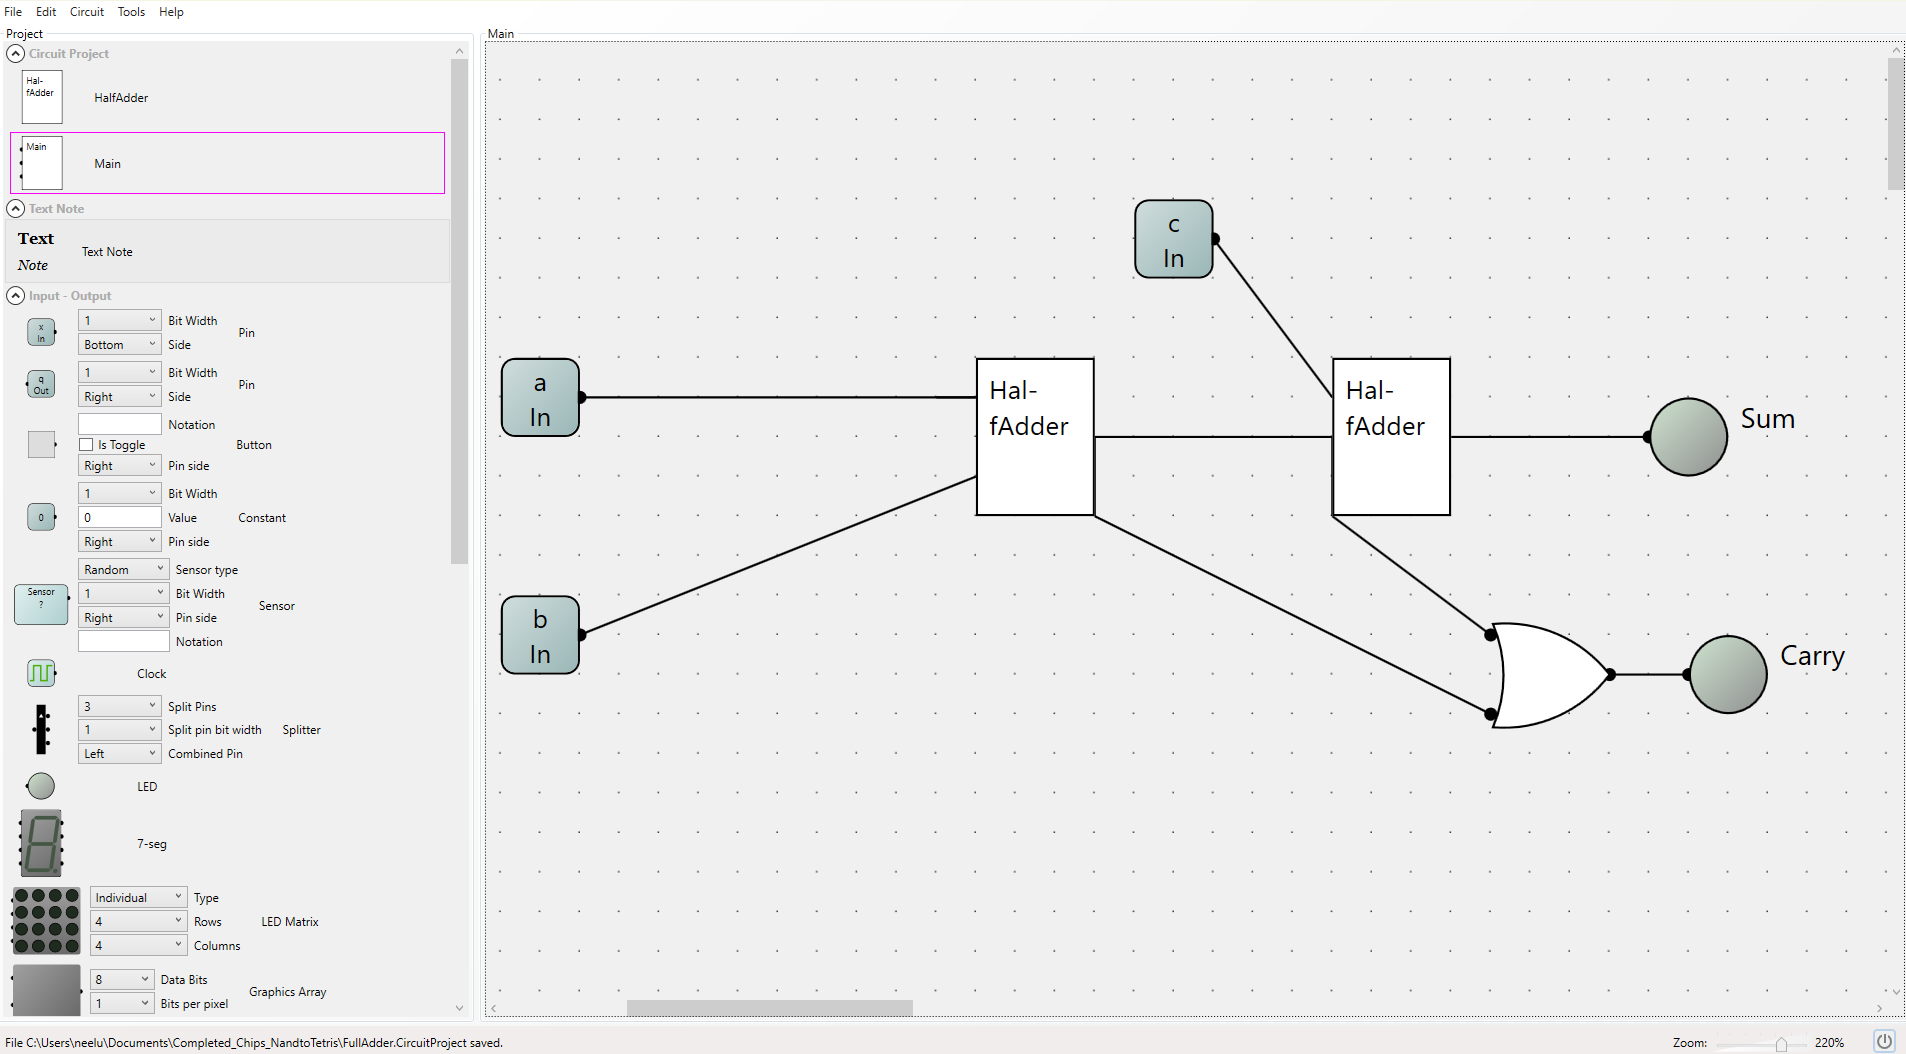 File Edit Circuit Tools Help
Project
Circuit Project
Hal-
fAdder
HalfAdder
Main
Main
Text Note
Text
Note
Text Note
Input - Output
x
In
1 Bit Width
Pin
Bottom Side
q
Out
1 Bit Width
Pin
Right Side
Notation
Is Toggle Button
Right Pin side
1 Bit Width
0
0 Value Constant
Right Pin side
Random Sensor type
Sensor
?
1 Bit Width
Sensor
Right Pin side
Notation
Clock
3 Split Pins
1 Split pin bit width Splitter
Left Combined Pin
LED
7-seg
Individual Type
4 Rows LED Matrix
4 Columns
8 Data Bits
Graphics Array
1 Bits per pixel
Main
c
In
a
In
Hal-
fAdder
Hal-
fAdder
Sum
b
In
Carry
File C:\Users\neelu\Documents\Completed_Chips_NandtoTetris\FullAdder.CircuitProject saved.
Zoom: 220%